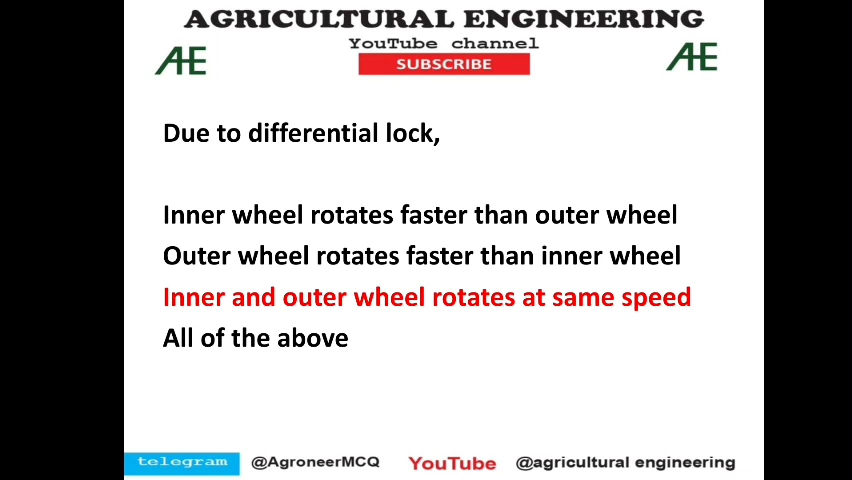 AGRICULTURAL ENGINEERING
YouTube channel
SUBSCRIBE
AHE
AHE
Due to differential lock,
Inner wheel rotates faster than outer wheel
Outer wheel rotates faster than inner wheel
Inner and outer wheel rotates at same speed
All of the above
telegram @AgroneerMCQ YouTube @agricultural engineering